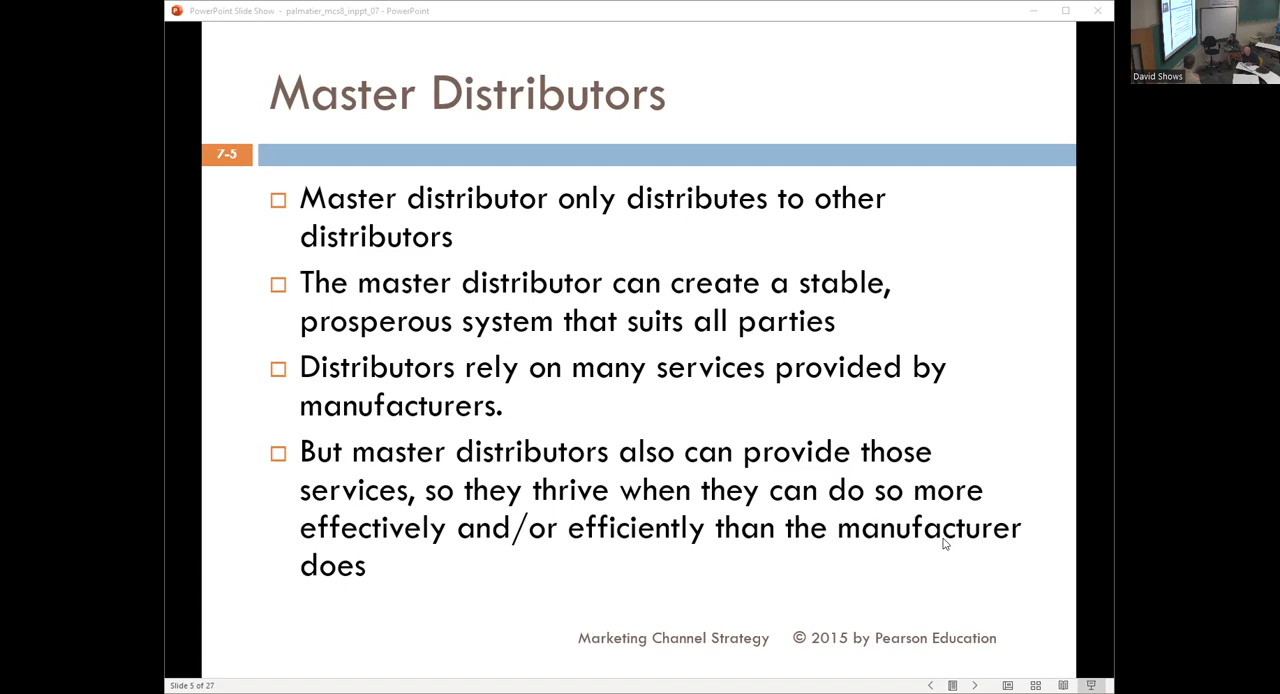 PowerPoint Slide Show - palmatier_mcs8_inppt_07 - PowerPoint
David Shows
Master Distributors
7-5
Master distributor only distributes to other
distributors
The master distributor can create a stable,
prosperous system that suits all parties
Distributors rely on many services provided by
manufacturers.
But master distributors also can provide those
services, so they thrive when they can do so more
effectively and/or efficiently than the manufacturer
does
Marketing Channel Strategy © 2015 by Pearson Education
Slide 5 of 27